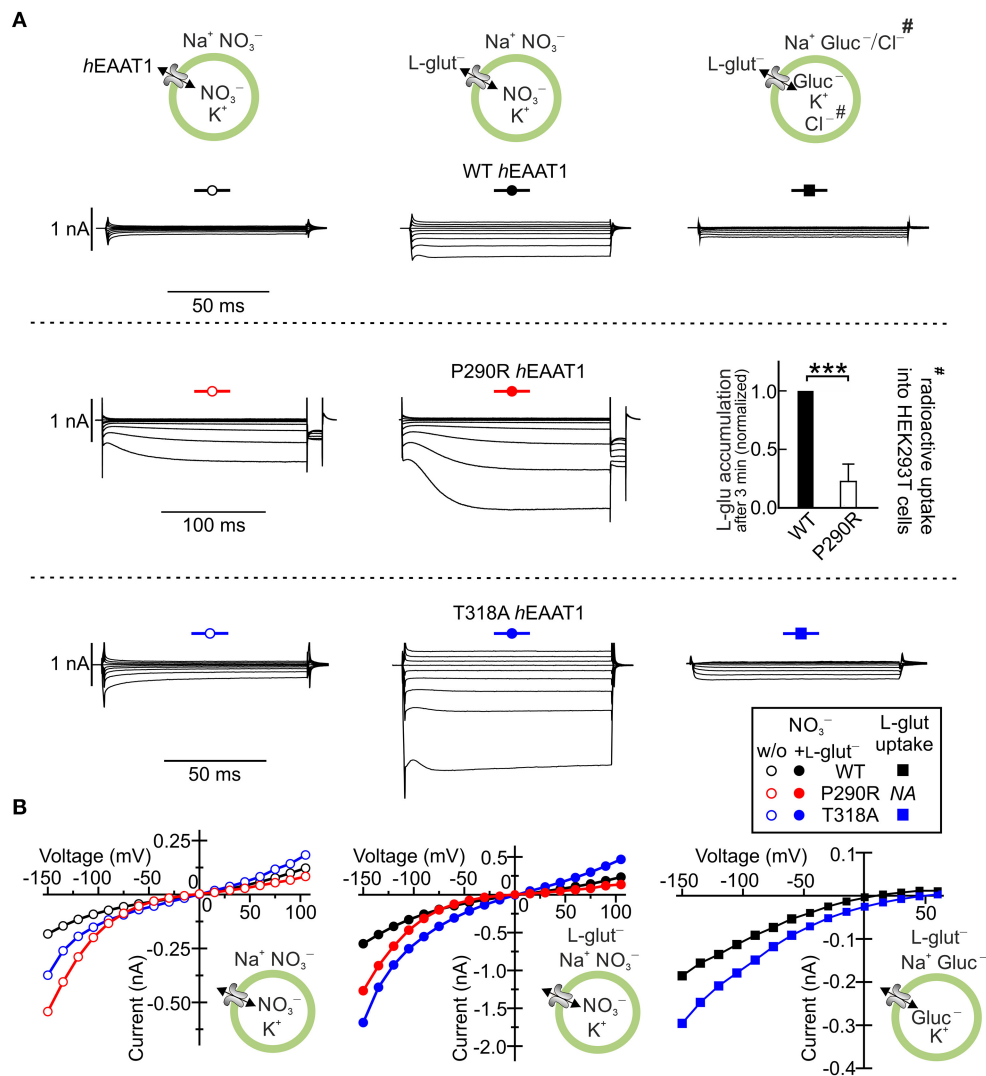 A
Na⁺ NO₃⁻
hEAAT1
NO₃⁻
K⁺
Na⁺ NO₃⁻
L-glut⁻
NO₃⁻
K⁺
Na⁺ Gluc⁻/Cl⁻#
L-glut⁻
Gluc⁻
K⁺
Cl⁻#
WT hEAAT1
1 nA
50 ms
P290R hEAAT1
1 nA
100 ms
L-glu accumulation
after 3 min (normalized)
1.0
0.5
0.0
***
WT
P290R
# radioactive uptake
into HEK293T cells
T318A hEAAT1
1 nA
50 ms
NO₃⁻ L-glut
w/o +L-glut⁻ uptake
WT
P290R NA
T318A
B
0.25
Voltage (mV)
0
-150 -100 -50 0 50 100
-0.25
-0.50
Current (nA)
Na⁺ NO₃⁻
NO₃⁻
K⁺
0.5
Voltage (mV)
0
-150 -100 -50 0 50 100
-0.5
-1.0
-1.5
-2.0
Current (nA)
L-glut⁻
Na⁺ NO₃⁻
NO₃⁻
K⁺
0.1
Voltage (mV)
-150 -100 -50 50
-0.1
-0.2
-0.3
-0.4
Current (nA)
L-glut⁻
Na⁺ Gluc⁻
Gluc⁻
K⁺